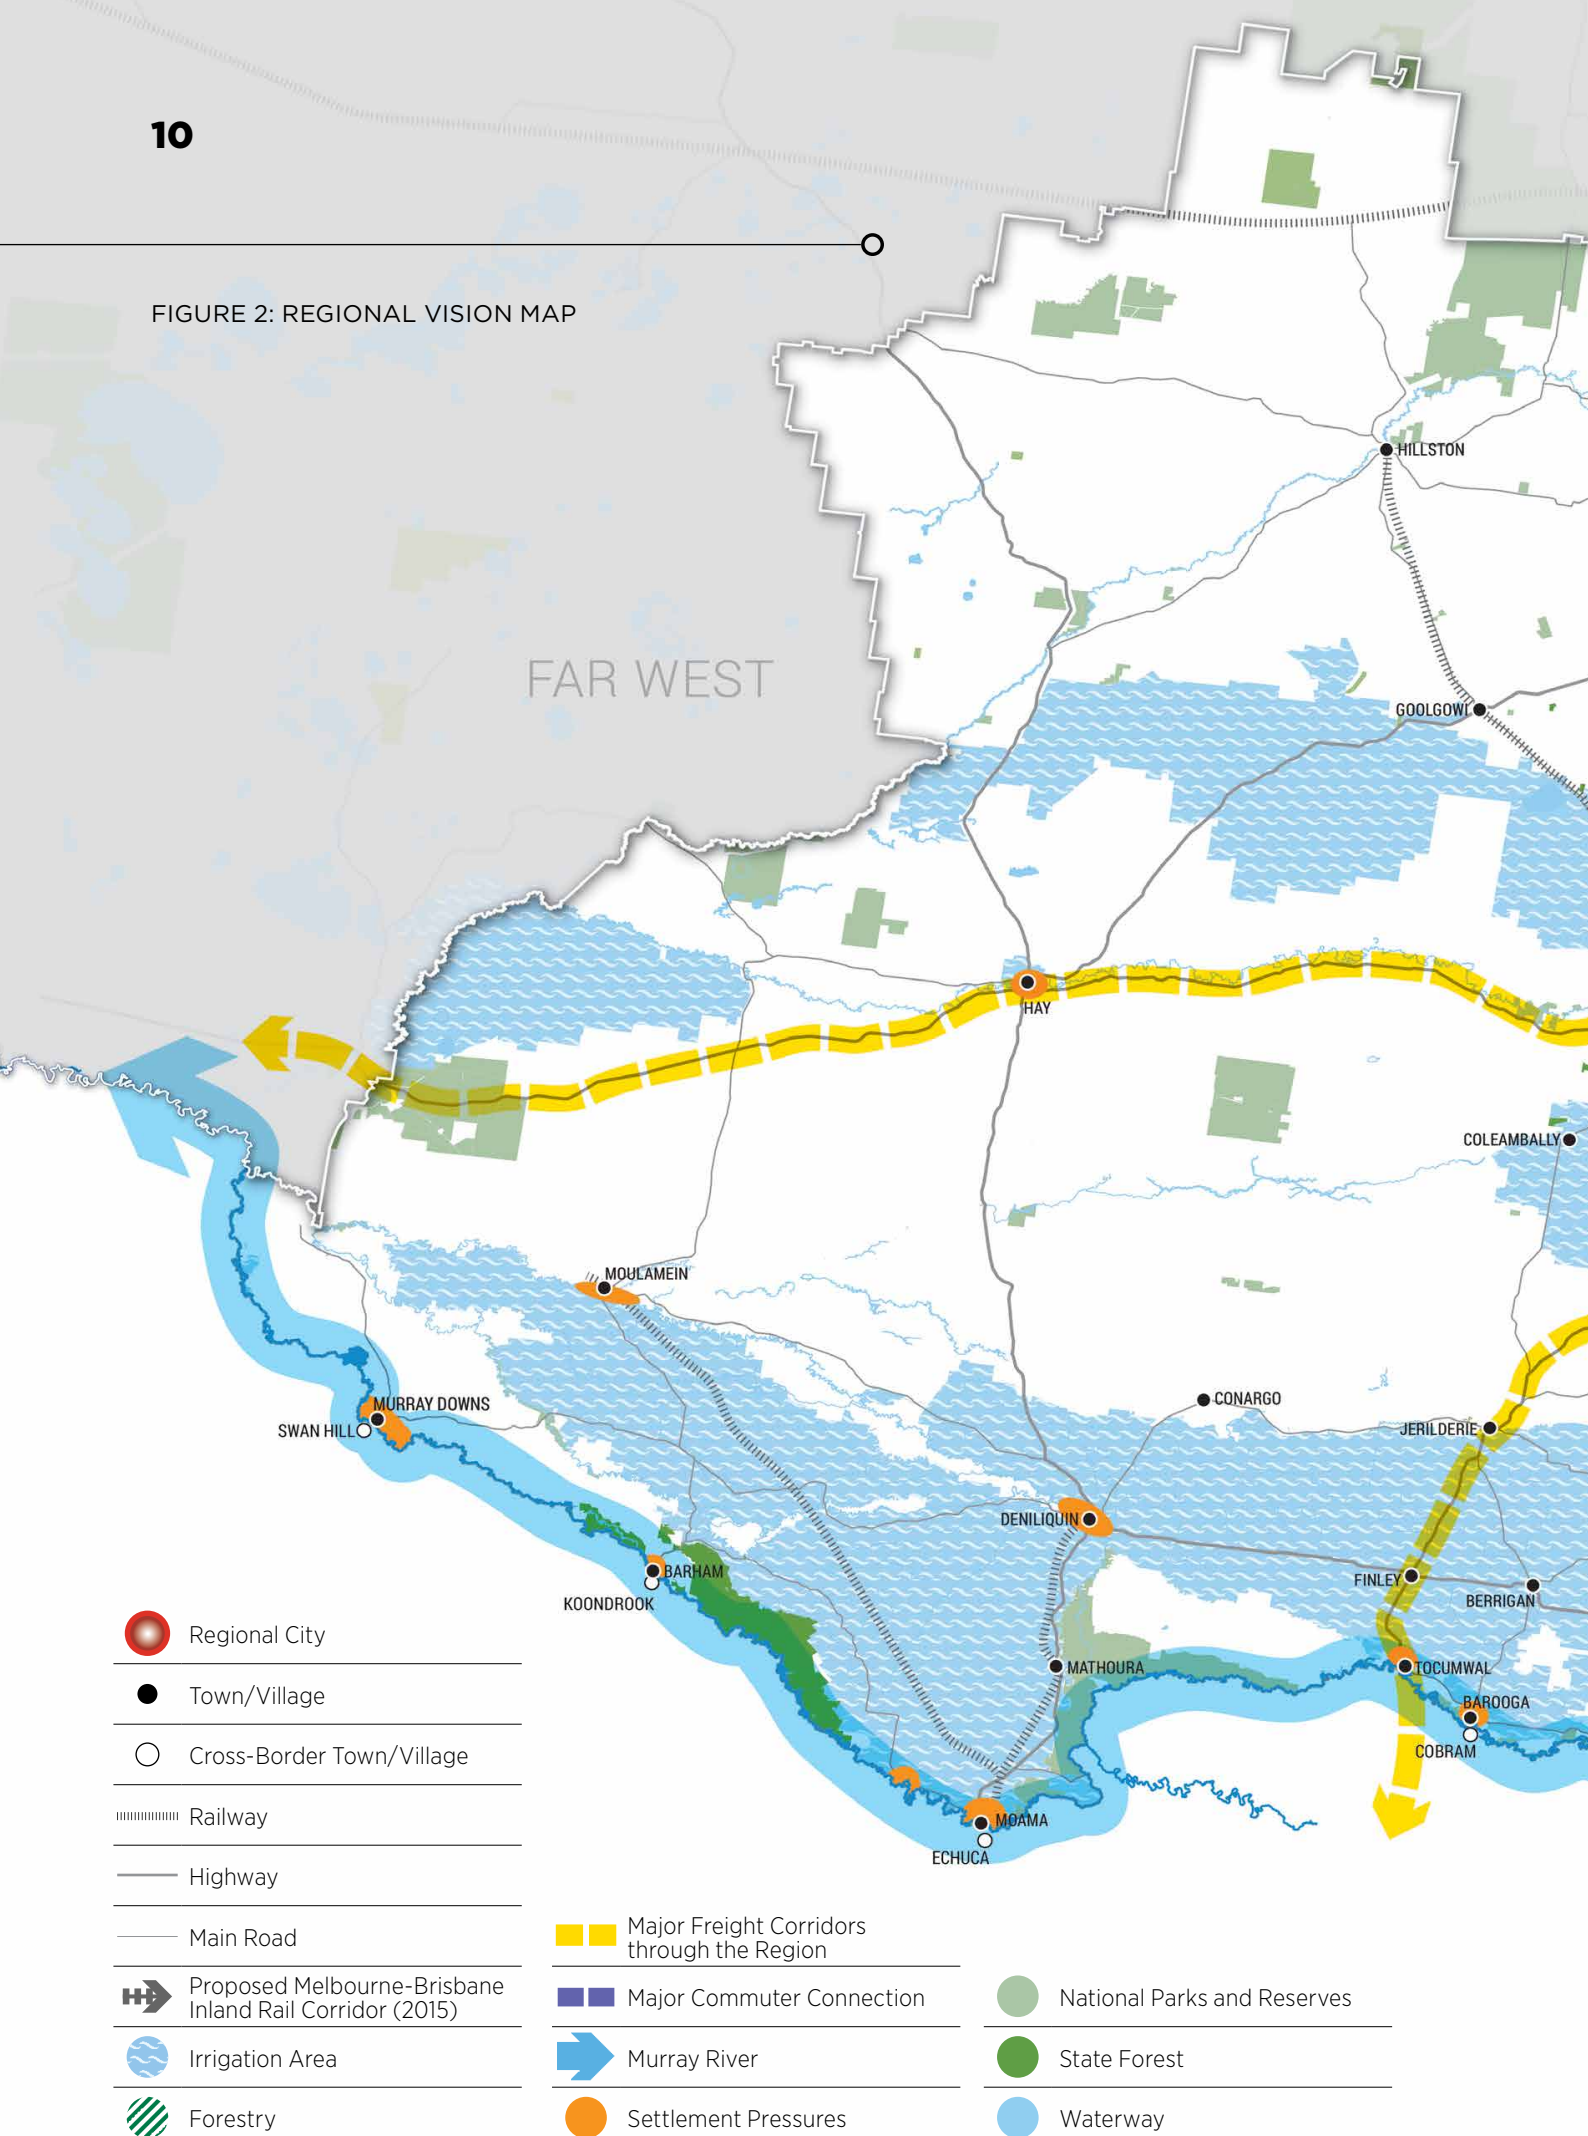 10
FIGURE 2: REGIONAL VISION MAP
HILLSTON
FAR WEST
GOOLGOWI
HAY
COLEAMBALLY
MOULAMEIN
CONARGO
MURRAY DOWNS
SWAN HILL
JERILDERIE
DENILIQUIN
BARHAM
FINLEY
KOONDROOK
BERRIGAN
MATHOURA
TOCUMWAL
BAROOGA
COBRAM
MOAMA
ECHUCA
Regional City
Town/Village
Cross-Border Town/Village
Railway
Highway
Main Road
Proposed Melbourne-Brisbane
Inland Rail Corridor (2015)
Irrigation Area
Forestry
Major Freight Corridors
through the Region
Major Commuter Connection
Murray River
Settlement Pressures
National Parks and Reserves
State Forest
Waterway